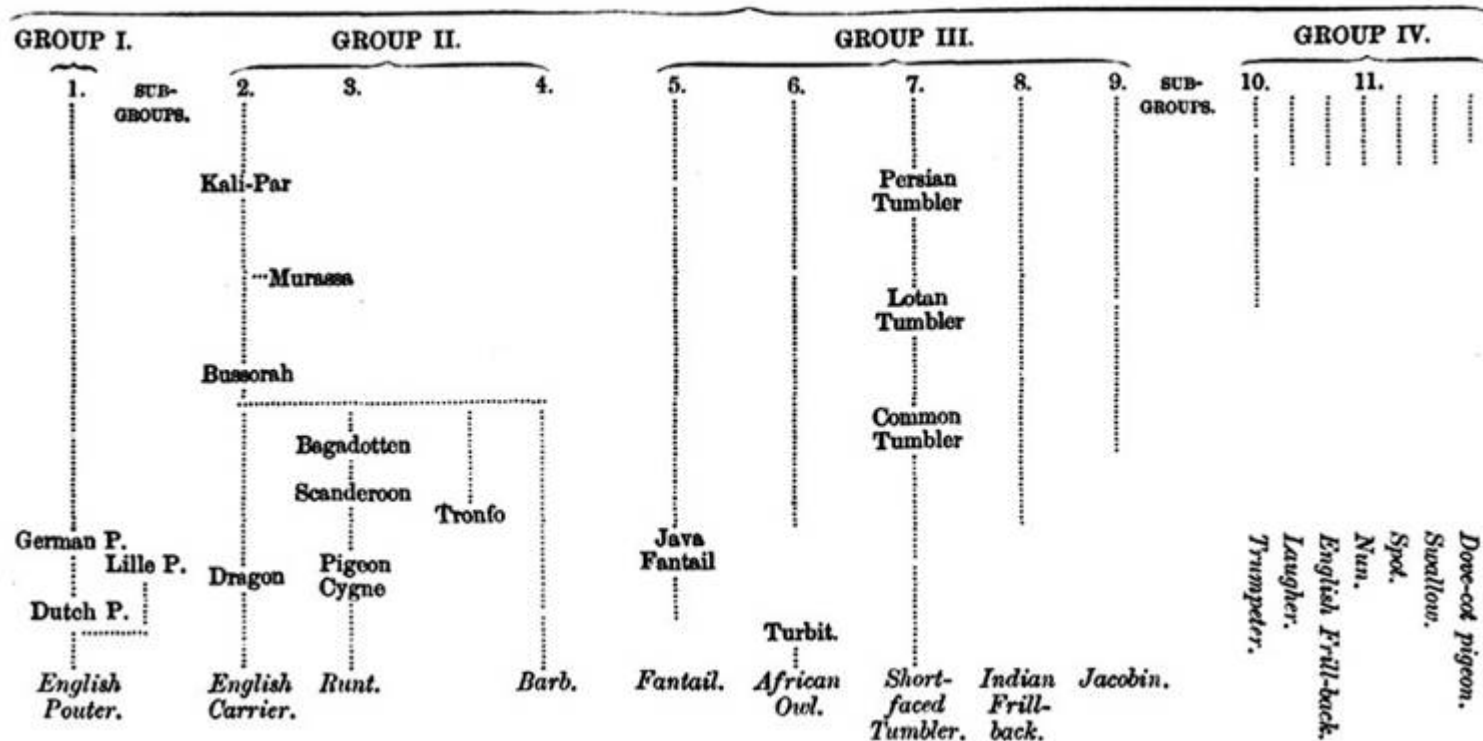 GROUP I. GROUP II. GROUP III. GROUP IV.
1. SUB-GROUPS. 2. 3. 4. 5. 6. 7. 8. 9. SUB-GROUPS. 10. 11.
Kali-Par
Persian
Tumbler
Murassa
Lotan
Tumbler
Bussorah
Common
Tumbler
Bagadotten
Scanderoon
Tronfo
German P.
Lille P.
Java
Fantail
Dragon
Pigeon
Cygne
Dutch P.
Turbit.
English
Pouter.
English
Carrier.
Runt.
Barb.
Fantail.
African
Owl.
Short-
faced
Tumbler.
Indian
Frill-
back.
Jacobin.
Trumpeter.
Laugher.
English Frill-back.
Nun.
Spot.
Swallow.
Dove-cot pigeon.